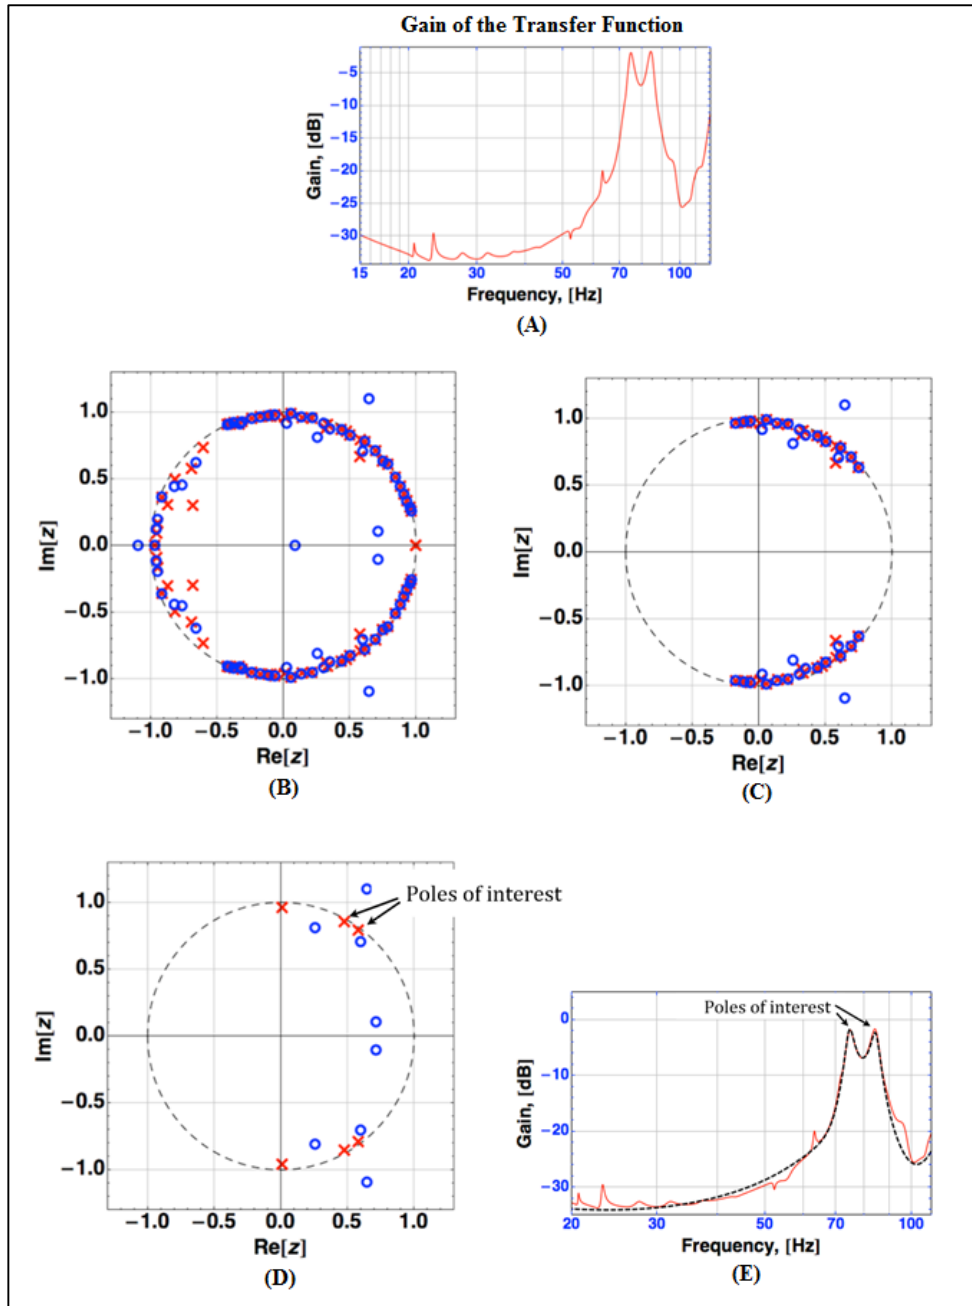 Gain of the Transfer Function
−5
−10
−15
−20
−25
−30
Gain, [dB]
15 20 30 50 70 100
Frequency, [Hz]
(A)
1.0
0.5
0.0
−0.5
−1.0
Im[z]
−1.0 −0.5 0.0 0.5 1.0
Re[z]
(B)
1.0
0.5
0.0
−0.5
−1.0
Im[z]
−1.0 −0.5 0.0 0.5 1.0
Re[z]
(C)
Poles of interest
1.0
0.5
0.0
−0.5
−1.0
Im[z]
−1.0 −0.5 0.0 0.5 1.0
Re[z]
(D)
Poles of interest
0
−10
−20
−30
Gain, [dB]
20 30 50 70 100
Frequency, [Hz]
(E)